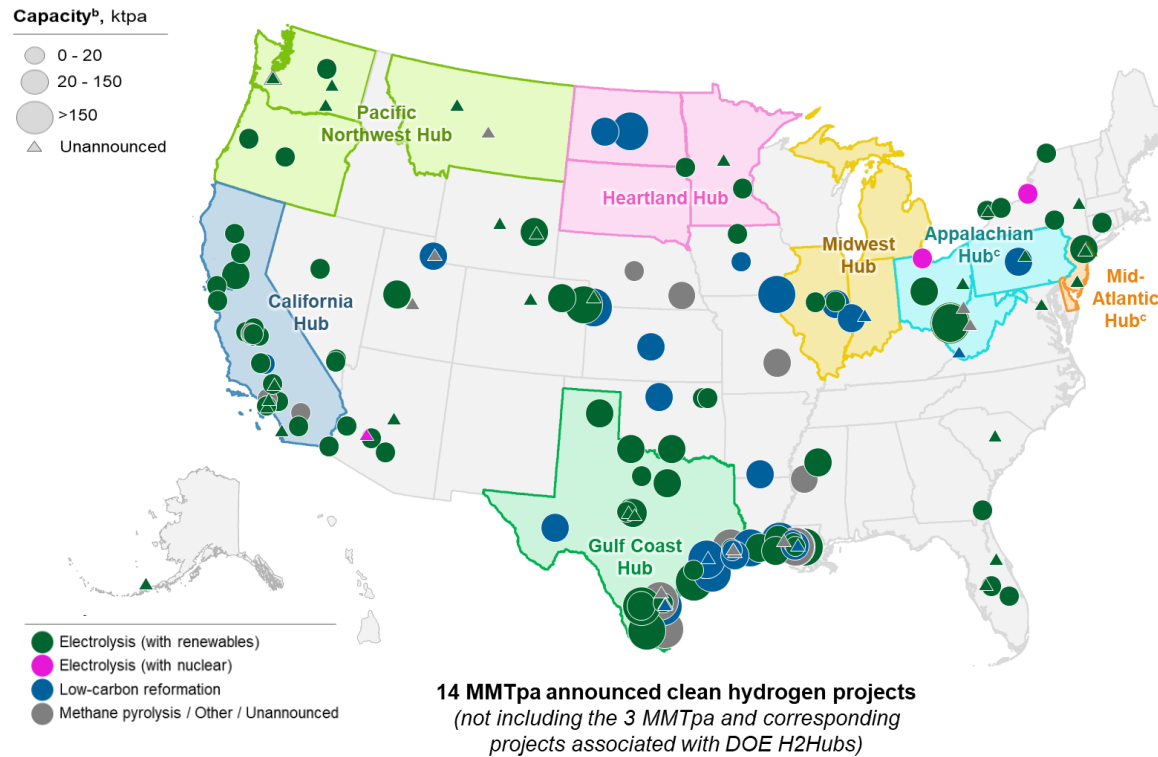 Capacityᵇ, ktpa
0 - 20
20 - 150
>150
Unannounced
Pacific
Northwest Hub
Heartland Hub
Midwest
Hub
Appalachian
Hubᶜ
Mid-
Atlantic
Hubᶜ
California
Hub
Gulf Coast
Hub
Electrolysis (with renewables)
Electrolysis (with nuclear)
Low-carbon reformation
Methane pyrolysis / Other / Unannounced
14 MMTpa announced clean hydrogen projects
(not including the 3 MMTpa and corresponding
projects associated with DOE H2Hubs)